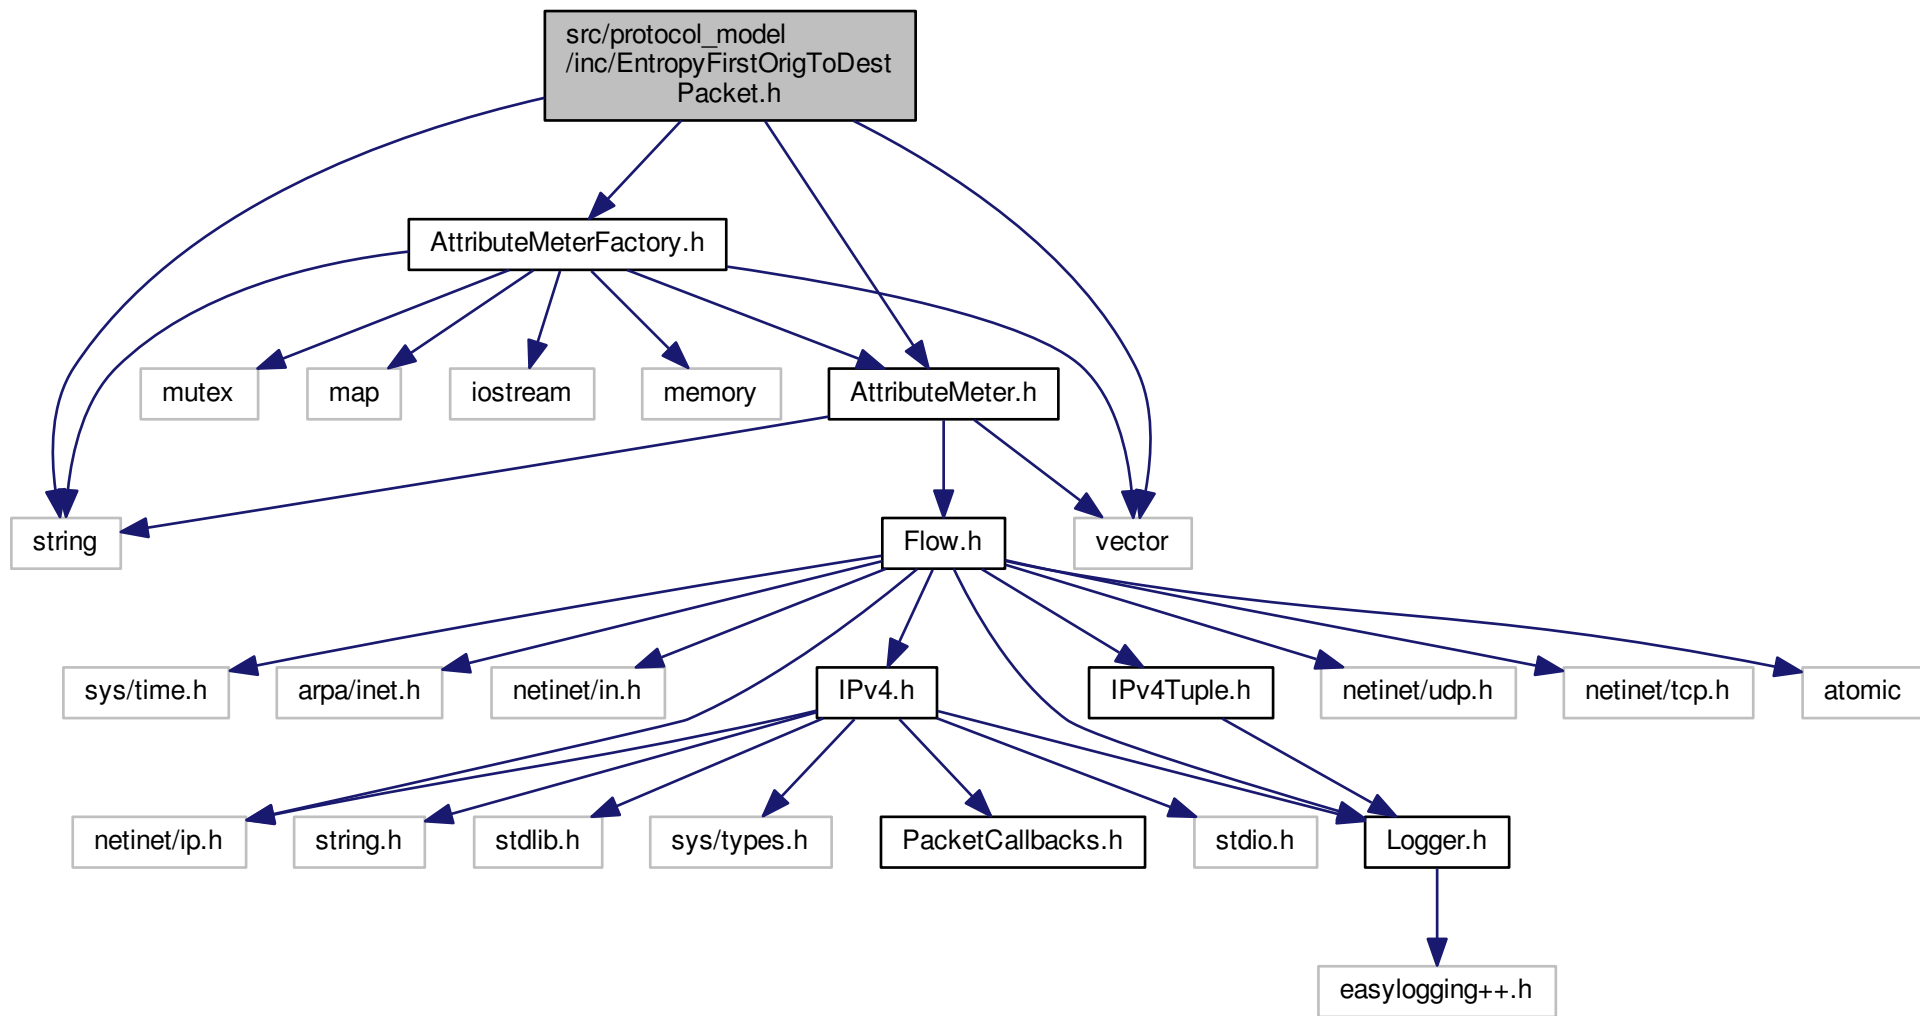 src/protocol_model
/inc/EntropyFirstOrigToDest
Packet.h
AttributeMeterFactory.h
mutex
map
iostream
memory
AttributeMeter.h
string
Flow.h
vector
sys/time.h
arpa/inet.h
netinet/in.h
IPv4.h
IPv4Tuple.h
netinet/udp.h
netinet/tcp.h
atomic
netinet/ip.h
string.h
stdlib.h
sys/types.h
PacketCallbacks.h
stdio.h
Logger.h
easylogging++.h